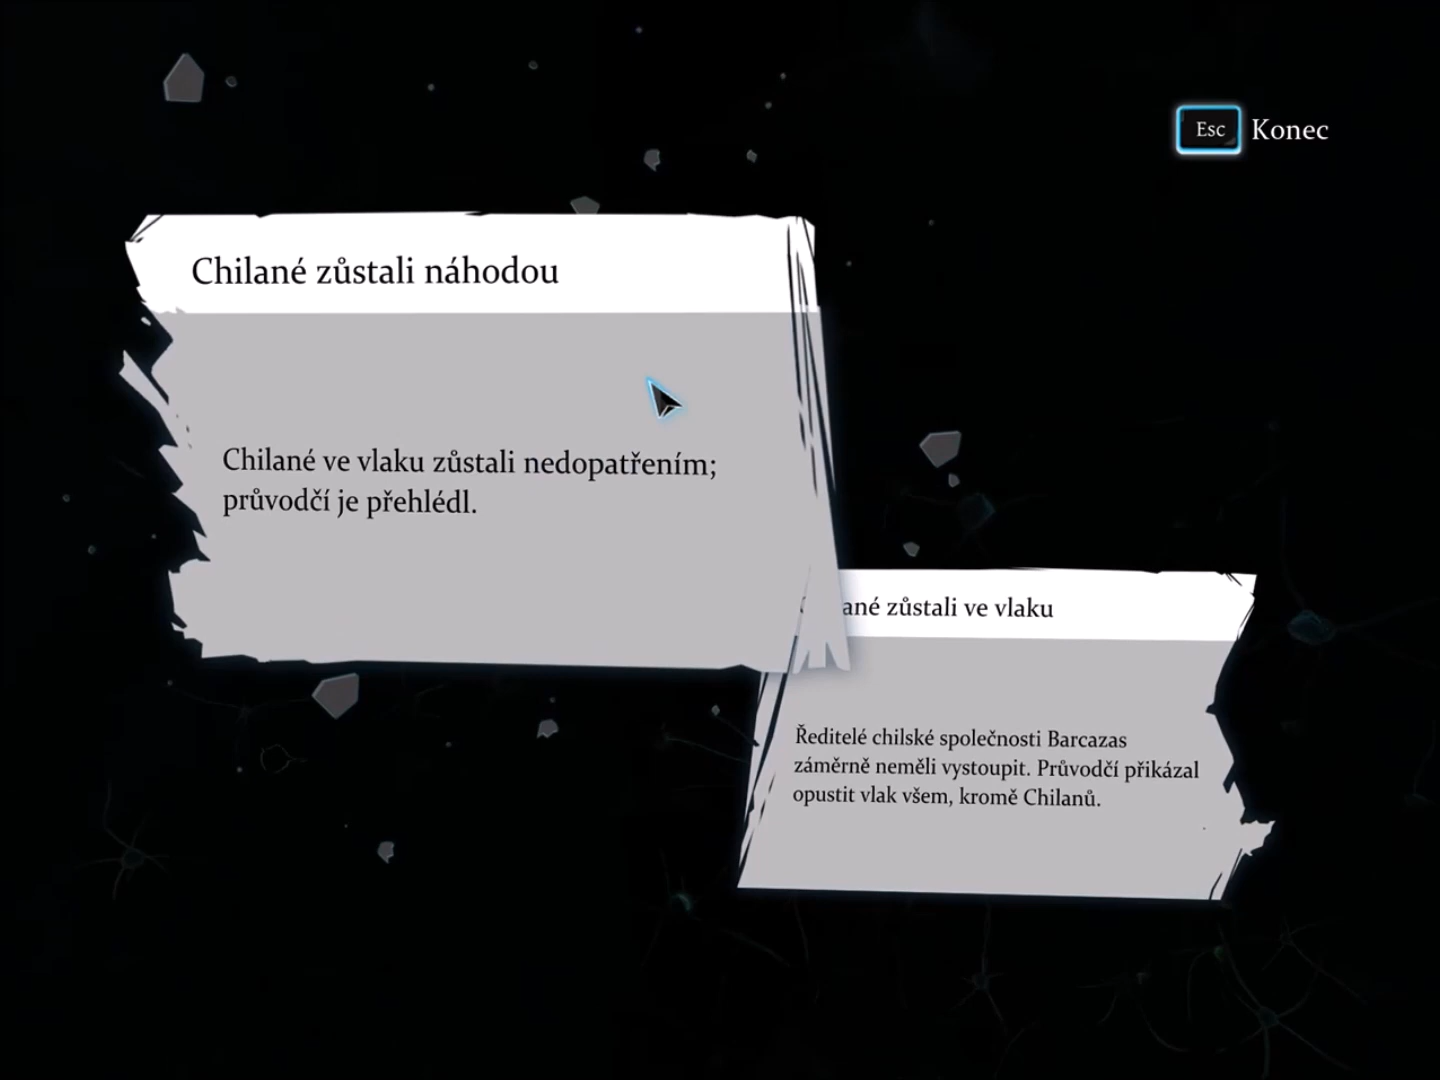 Esc Konec
Chilané zůstali náhodou
Chilané ve vlaku zůstali nedopatřením;
průvodčí je přehlédl.
ané zůstali ve vlaku
Ředitelé chilské společnosti Barcazas
záměrně neměli vystoupit. Průvodčí přikázal
opustit vlak všem, kromě Chilanů.